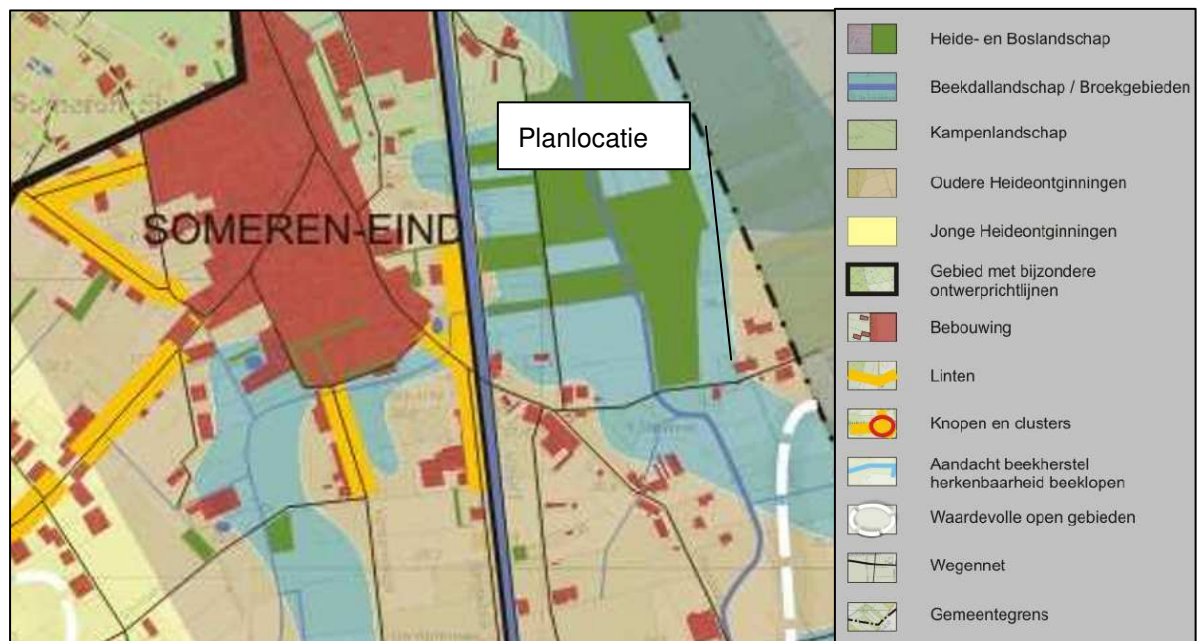 Planlocatie
SOMEREN-EIND
Heide- en Boslandschap
Beekdallandschap / Broekgebieden
Kampenlandschap
Oudere Heideontginningen
Jonge Heideontginningen
Gebied met bijzondere
ontwerprichtlijnen
Bebouwing
Linten
Knopen en clusters
Aandacht beekherstel
herkenbaarheid beeklopen
Waardevolle open gebieden
Wegennet
Gemeentegrens